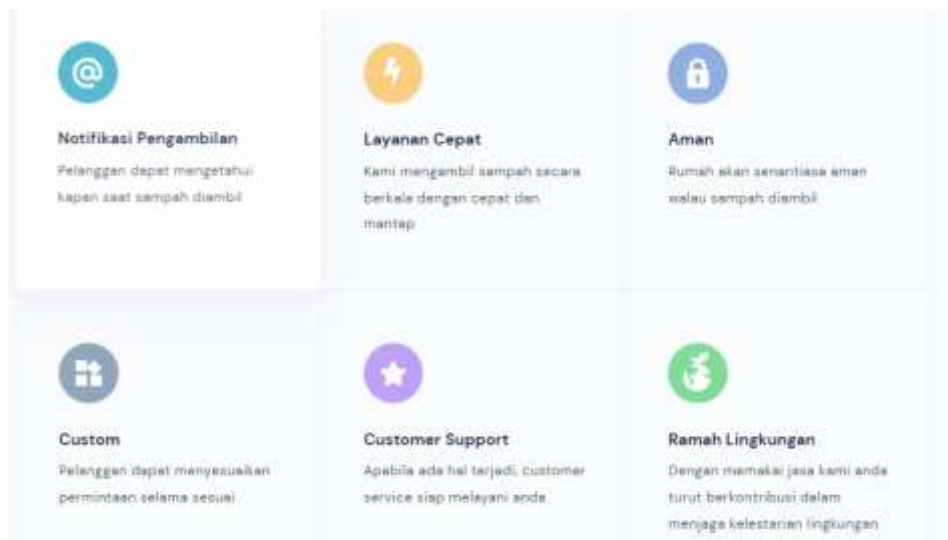 Notifikasi Pengambilan
Pelanggan dapat mengetahui
kapan saat sampah diambil
Layanan Cepat
Kami mengambil sampah secara
berkala dengan cepat dan
mantap
Aman
Rumah akan senantiasa aman
walau sampah diambil
Custom
Pelanggan dapat menyesuaikan
permintaan selama sesuai
Customer Support
Apabila ada hal terjadi, customer
service siap melayani anda
Ramah Lingkungan
Dengan memakai jasa kami anda
turut berkontribusi dalam
menjaga kelestarian lingkungan